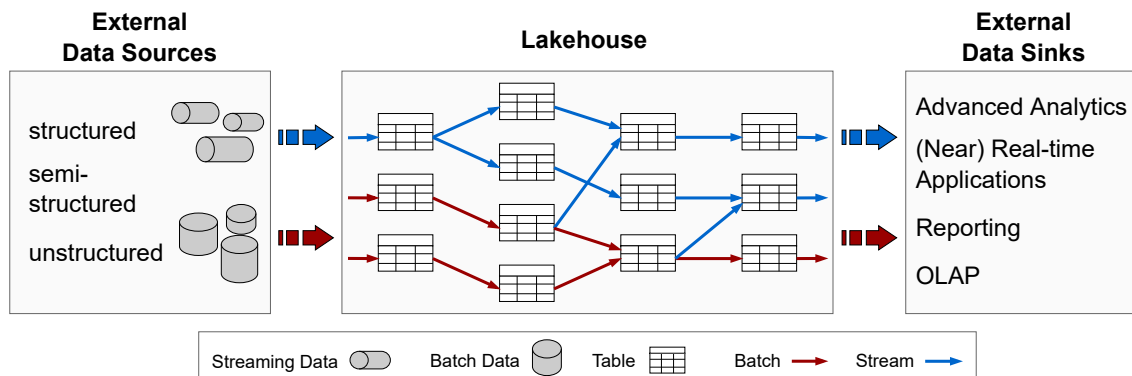 External
Data Sources
Lakehouse
External
Data Sinks
structured
semi-
structured
unstructured
Advanced Analytics
(Near) Real-time
Applications
Reporting
OLAP
Streaming Data
Batch Data
Table
Batch
Stream